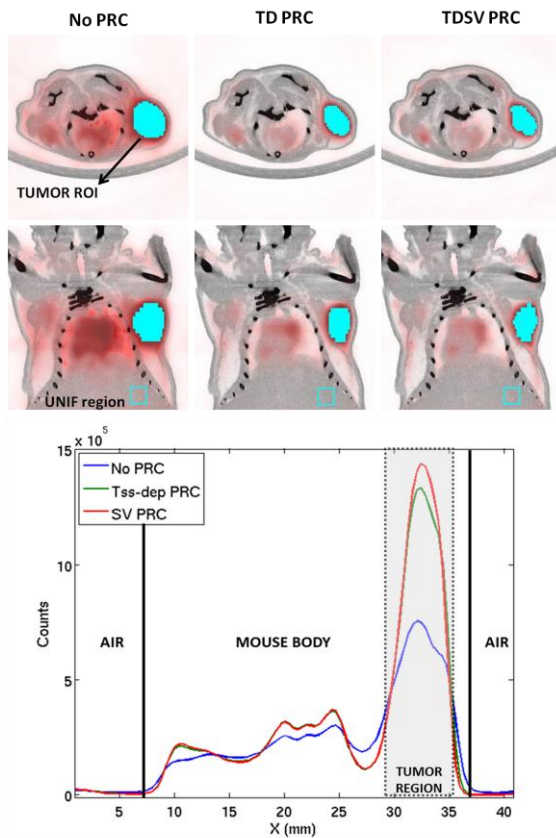 No PRC TD PRC TDSV PRC
TUMOR ROI
UNIF region
x 10^5
15
10
5
0
No PRC
Tss-dep PRC
SV PRC
AIR MOUSE BODY AIR
TUMOR
REGION
Counts
5 10 15 20 25 30 35 40
X (mm)